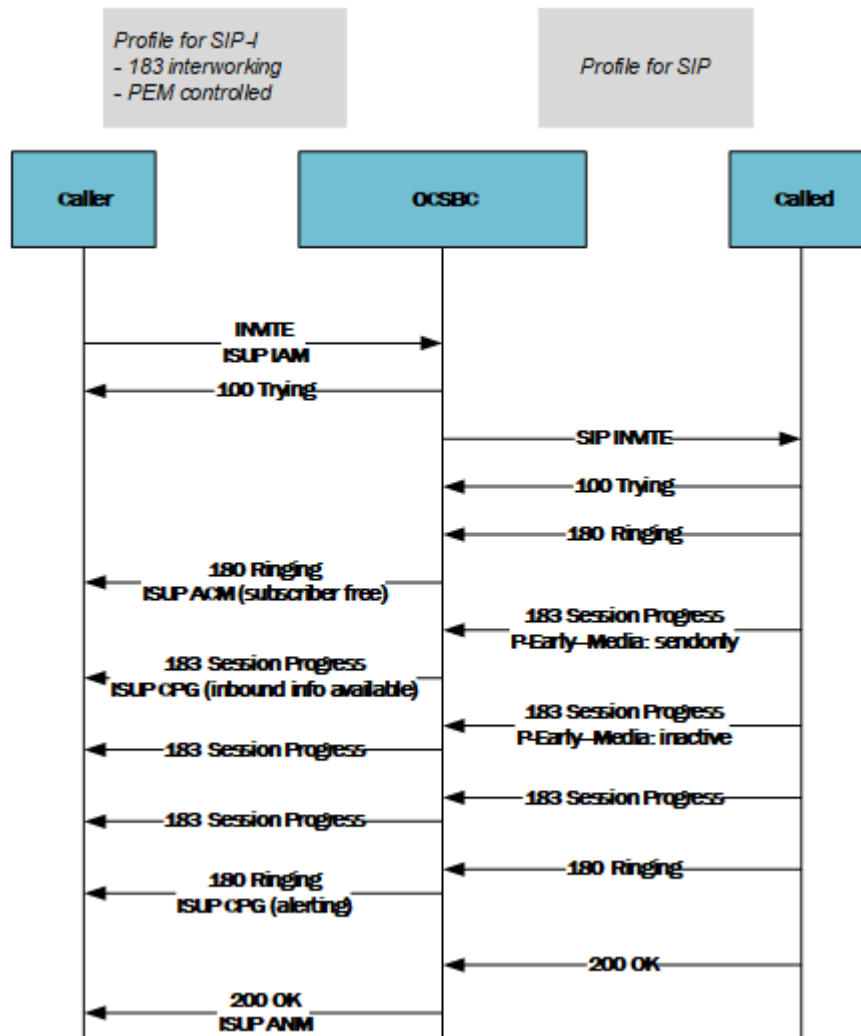 Profile for SIP-I
- 183 interworking
- PEM controlled
Profile for SIP
Caller
OCSBC
Called
INVITE
ISUP IAM
100 Trying
SIP INVITE
100 Trying
180 Ringing
180 Ringing
ISUP ACM (subscriber free)
183 Session Progress
P-Early-Media: sendonly
183 Session Progress
ISUP CPG (inbound info available)
183 Session Progress
P-Early-Media: inactive
183 Session Progress
183 Session Progress
183 Session Progress
180 Ringing
180 Ringing
ISUP CPG (alerting)
200 OK
200 OK
ISUP ANM